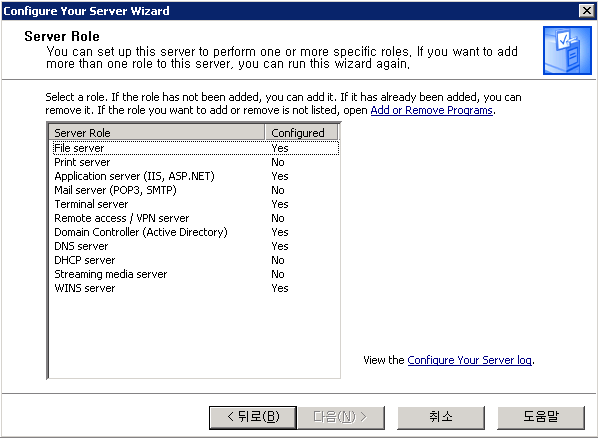 Configure Your Server Wizard
Server Role
You can set up this server to perform one or more specific roles. If you want to add
more than one role to this server, you can run this wizard again.
Select a role. If the role has not been added, you can add it. If it has already been added, you can
remove it. If the role you want to add or remove is not listed, open Add or Remove Programs.
Server Role Configured
File server Yes
Print server No
Application server (IIS, ASP.NET) Yes
Mail server (POP3, SMTP) No
Terminal server Yes
Remote access / VPN server No
Domain Controller (Active Directory) Yes
DNS server Yes
DHCP server No
Streaming media server No
WINS server Yes
View the Configure Your Server log.
< 뒤로(B) 다음(N) > 취소 도움말